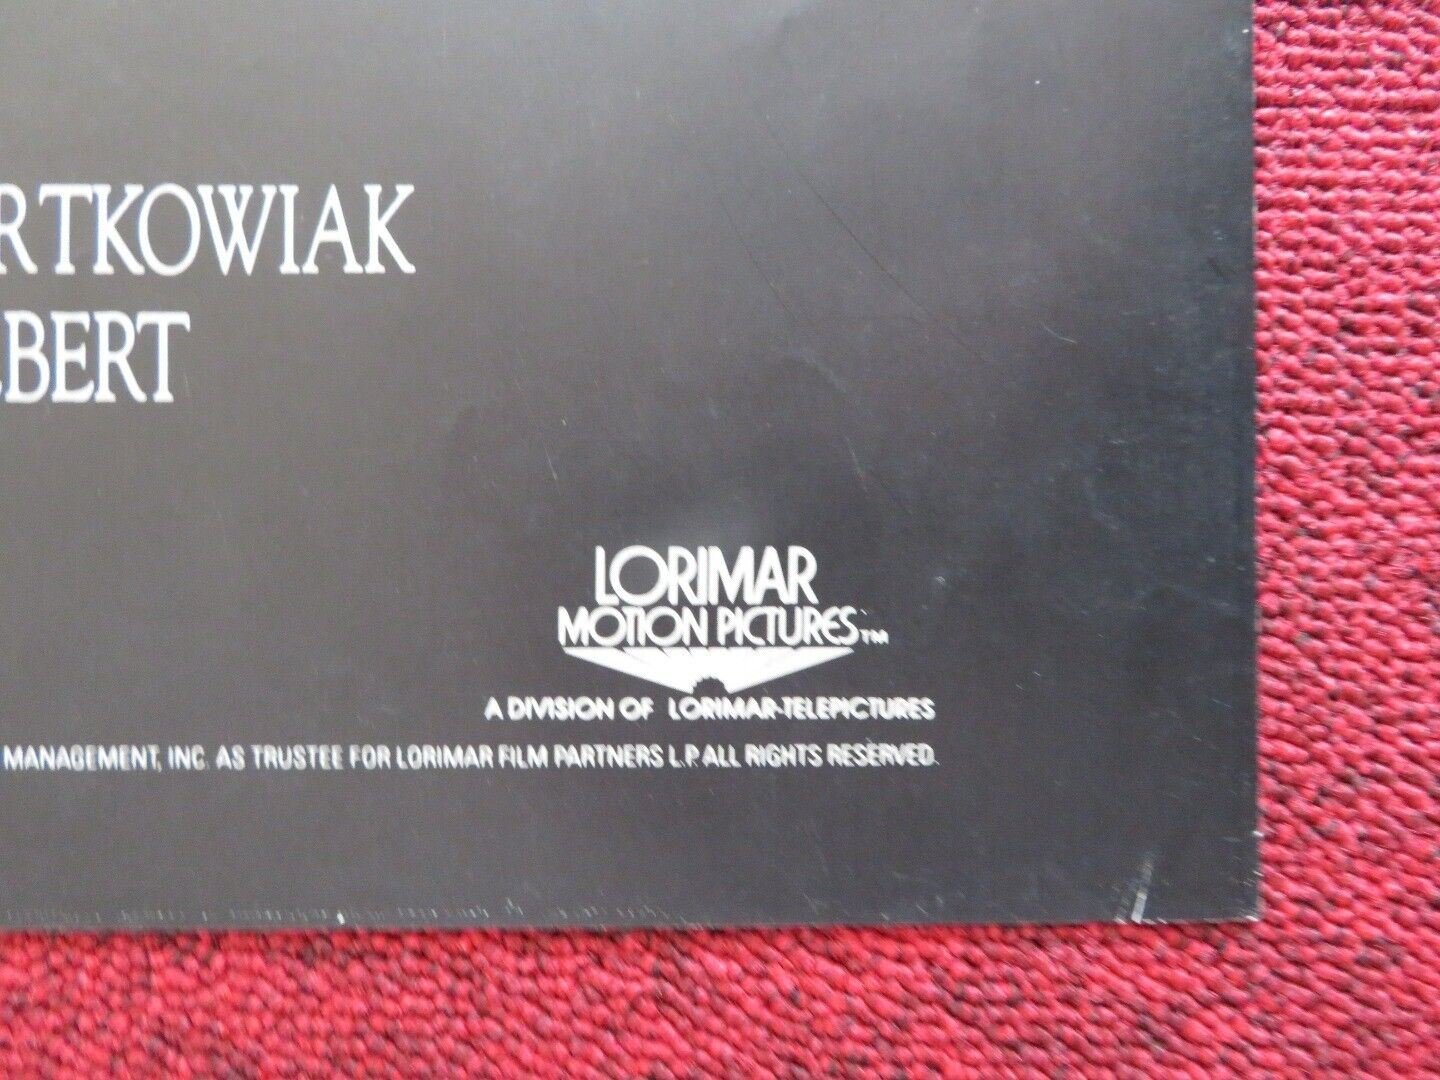 RTKOWIAK
BERT
LORIMAR
MOTION PICTURES™
A DIVISION OF LORIMAR-TELEPICTURES
MANAGEMENT, INC. AS TRUSTEE FOR LORIMAR FILM PARTNERS L.P. ALL RIGHTS RESERVED.